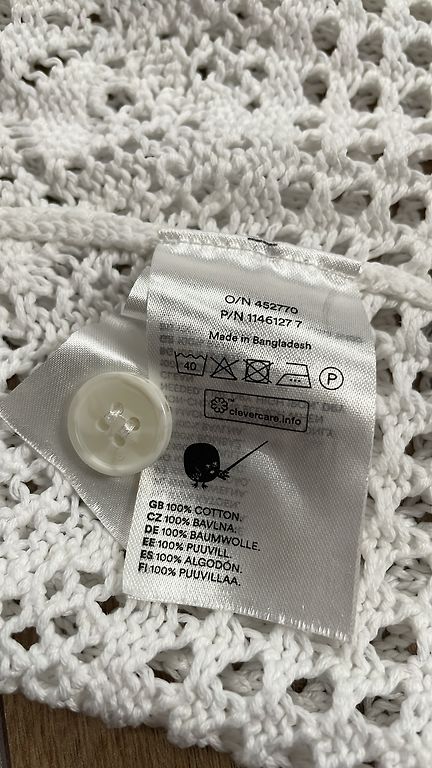 O/N 452770
P/N 1146127 7
Made in Bangladesh
40 P
™
clevercare.info
GB 100% COTTON.
CZ 100% BAVLNA.
DE 100% BAUMWOLLE.
EE 100% PUUVILL.
ES 100% ALGODÓN.
FI 100% PUUVILLAA.